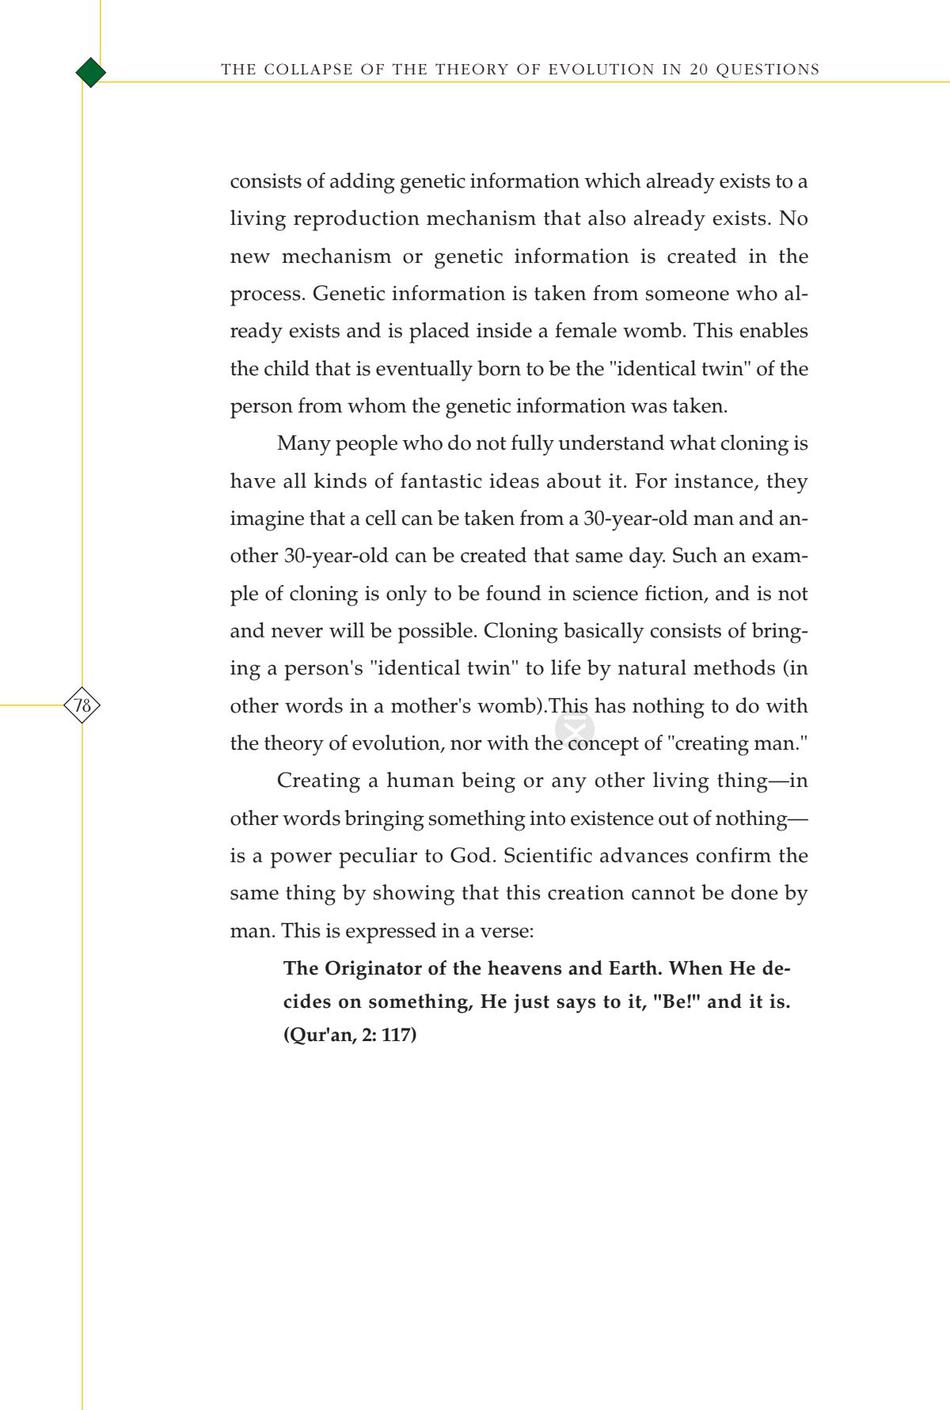 THE COLLAPSE OF THE THEORY OF EVOLUTION IN 20 QUESTIONS
consists of adding genetic information which already exists to a
living reproduction mechanism that also already exists. No
new mechanism or genetic information is created in the
process. Genetic information is taken from someone who al-
ready exists and is placed inside a female womb. This enables
the child that is eventually born to be the "identical twin" of the
person from whom the genetic information was taken.
Many people who do not fully understand what cloning is
have all kinds of fantastic ideas about it. For instance, they
imagine that a cell can be taken from a 30-year-old man and an-
other 30-year-old can be created that same day. Such an exam-
ple of cloning is only to be found in science fiction, and is not
and never will be possible. Cloning basically consists of bring-
ing a person's "identical twin" to life by natural methods (in
78
other words in a mother's womb).This has nothing to do with
the theory of evolution, nor with the concept of "creating man."
Creating a human being or any other living thing—in
other words bringing something into existence out of nothing—
is a power peculiar to God. Scientific advances confirm the
same thing by showing that this creation cannot be done by
man. This is expressed in a verse:
The Originator of the heavens and Earth. When He de-
cides on something, He just says to it, "Be!" and it is.
(Qur'an, 2: 117)